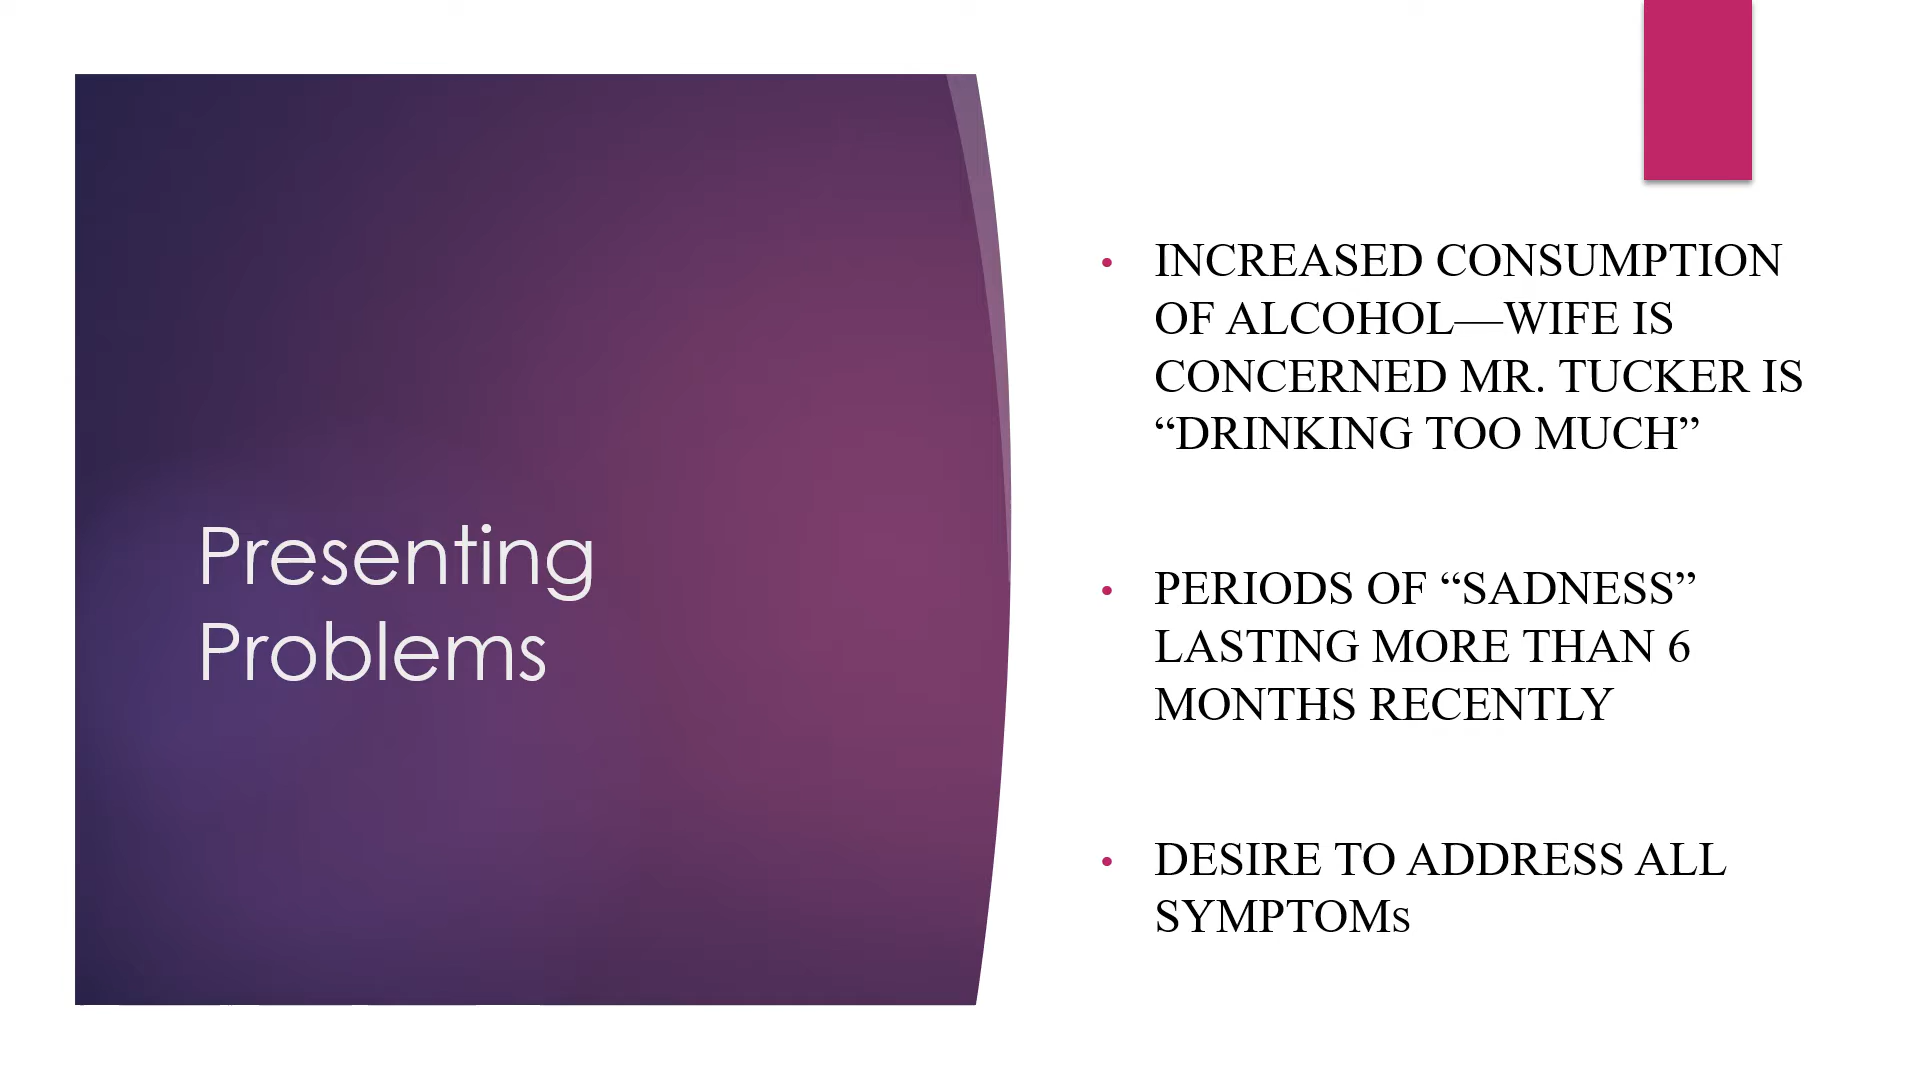 Presenting
Problems
• INCREASED CONSUMPTION
OF ALCOHOL—WIFE IS
CONCERNED MR. TUCKER IS
“DRINKING TOO MUCH”
• PERIODS OF “SADNESS”
LASTING MORE THAN 6
MONTHS RECENTLY
• DESIRE TO ADDRESS ALL
SYMPTOMs